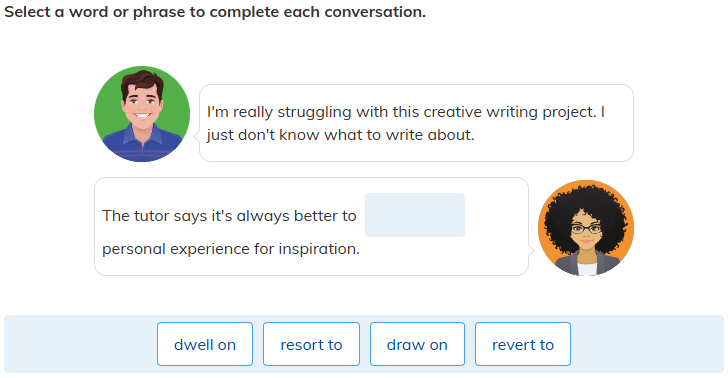 Select a word or phrase to complete each conversation.
I'm really struggling with this creative writing project. I
just don't know what to write about.
The tutor says it's always better to
personal experience for inspiration.
dwell on
resort to
draw on
revert to